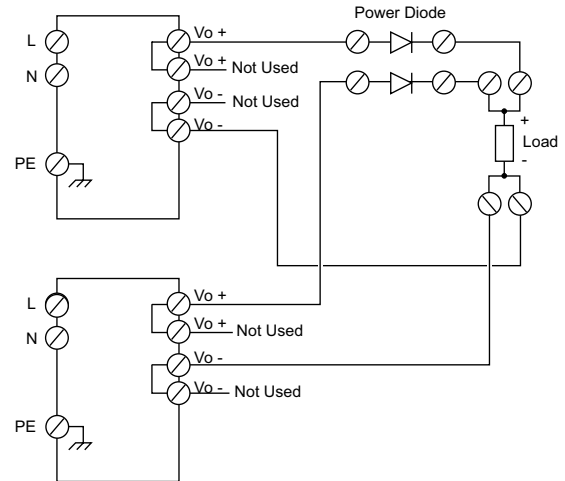 Power Diode
L
Vo +
N
Vo + Not Used
Vo - Not Used
Vo -
+
Load
-
PE
L
Vo +
N
Vo + Not Used
Vo -
Vo - Not Used
PE